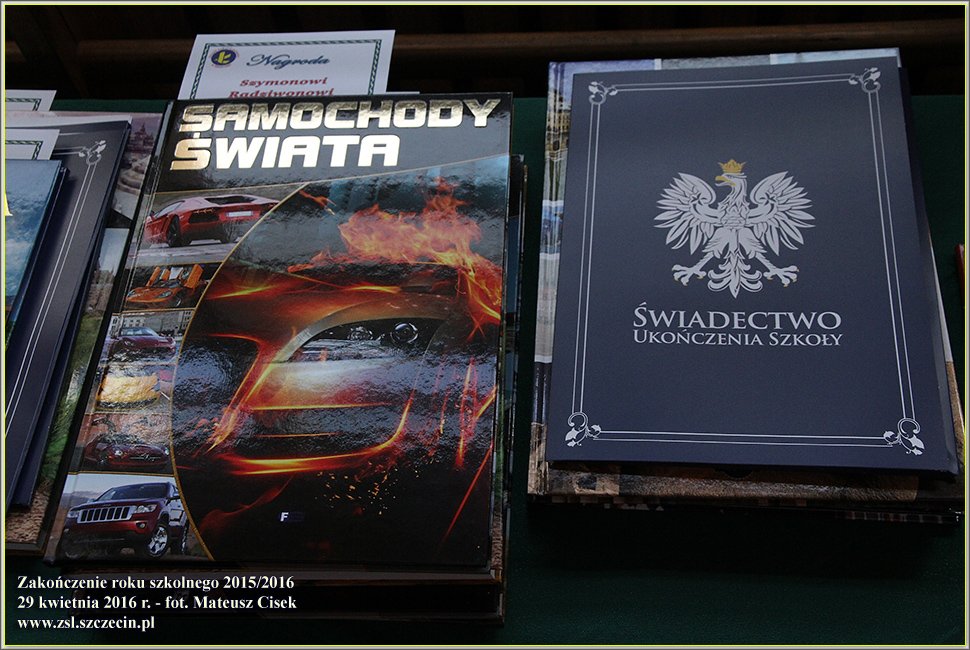 Nagroda
Szymonowi
Radziwonowi
SAMOCHODY
ŚWIATA
A
F
ŚWIADECTWO
UKOŃCZENIA SZKOŁY
Zakończenie roku szkolnego 2015/2016
29 kwietnia 2016 r. - fot. Mateusz Cisek
www.zsl.szczecin.pl